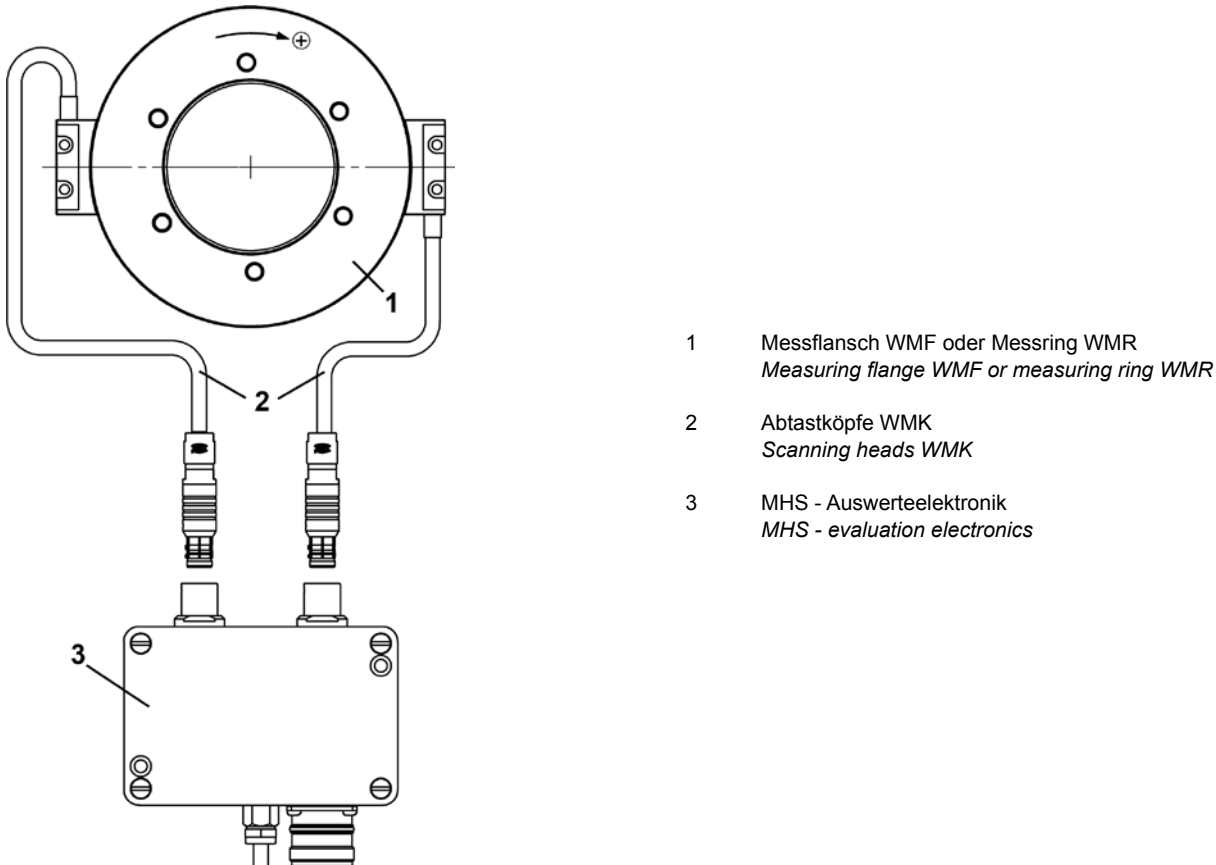 1
2
3
1 Messflansch WMF oder Messring WMR
Measuring flange WMF or measuring ring WMR
2 Abtastköpfe WMK
Scanning heads WMK
3 MHS - Auswerteelektronik
MHS - evaluation electronics